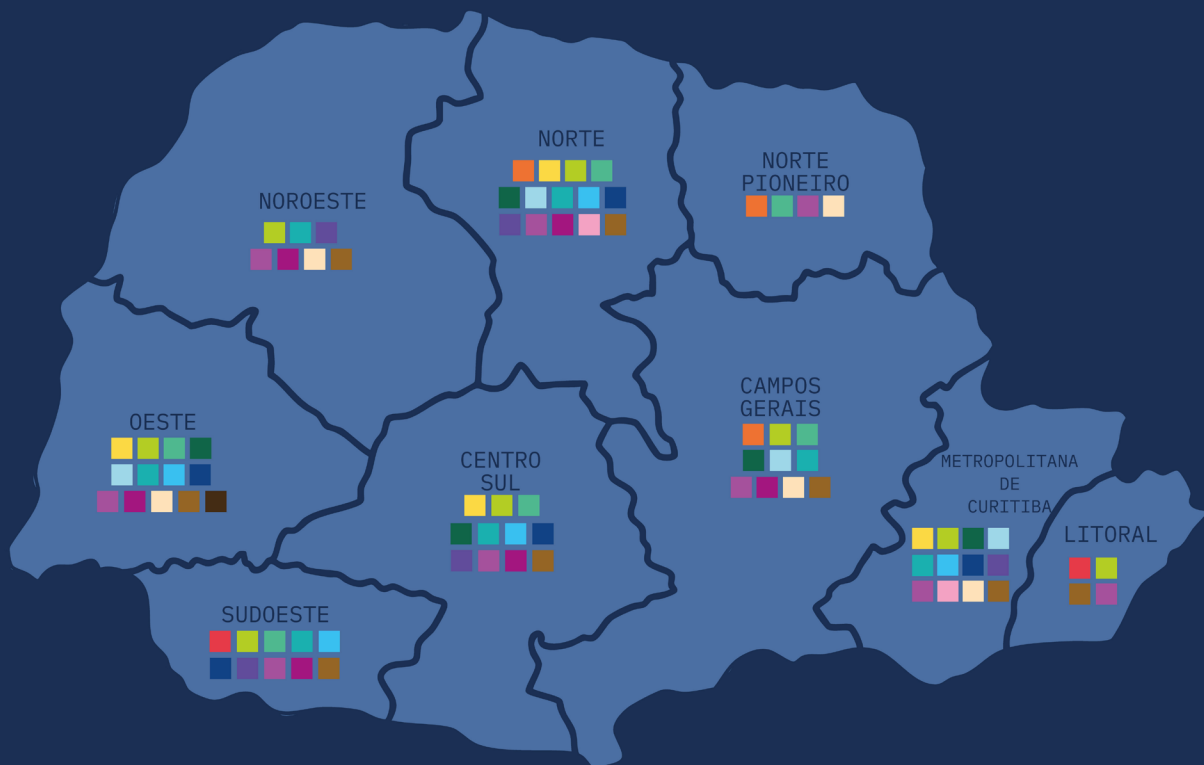 NORTE
NORTE
PIONEIRO
NOROESTE
CAMPOS
GERAIS
OESTE
CENTRO
SUL
METROPOLITANA
DE
CURITIBA
LITORAL
SUDOESTE